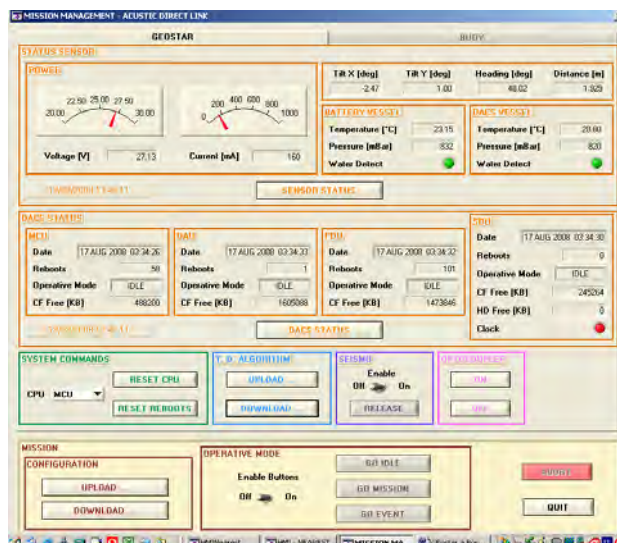 MISSION MANAGEMENT - ACUSTIC DIRECT LINK
GEOSTAR BUOY
STATUS SENSOR
POWER
20.00 22.50 25.00 27.50 30.00
0 200 400 600 800 1000
Voltage [V] 27,13 Current [mA] 160
Tilt X [deg] Tilt Y [deg] Heading [deg] Distance [m]
-2.47 1.00 48.02 1.929
BATTERY VESSEL
Temperature [°C] 23.15
Pressure [mBar] 832
Water Detect
DACS VESSEL
Temperature [°C]
Pressure [mBar] 820
Water Detect
SENSOR STATUS
DACS STATUS
MCU
Date 17 AUG 2008 03:34:26
Reboots 50
Operative Mode IDLE
CF Free [KB] 488200
DAU
Date 17 AUG 2008 03:34:33
Reboots 1
Operative Mode IDLE
CF Free [KB] 1605088
PDU
Date 17 AUG 2008 03:34:32
Reboots 101
Operative Mode IDLE
CF Free [KB] 1473846
SDU
Date 17 AUG 2008 03:34:30
Reboots 0
Operative Mode IDLE
CF Free [KB] 245264
HD Free [KB] 0
Clock
DACS STATUS
SYSTEM COMMANDS
CPU MCU
RESET CPU
RESET REBOOTS
T. D. ALGORITHM
UPLOAD
DOWNLOAD
SEISMO
Enable
Off On
RELEASE
ON
OFF
MISSION
CONFIGURATION
UPLOAD
DOWNLOAD
OPERATIVE MODE
Enable Buttons
Off On
GO IDLE
GO MISSION
GO EVENT
QUIT
MISSION MA...